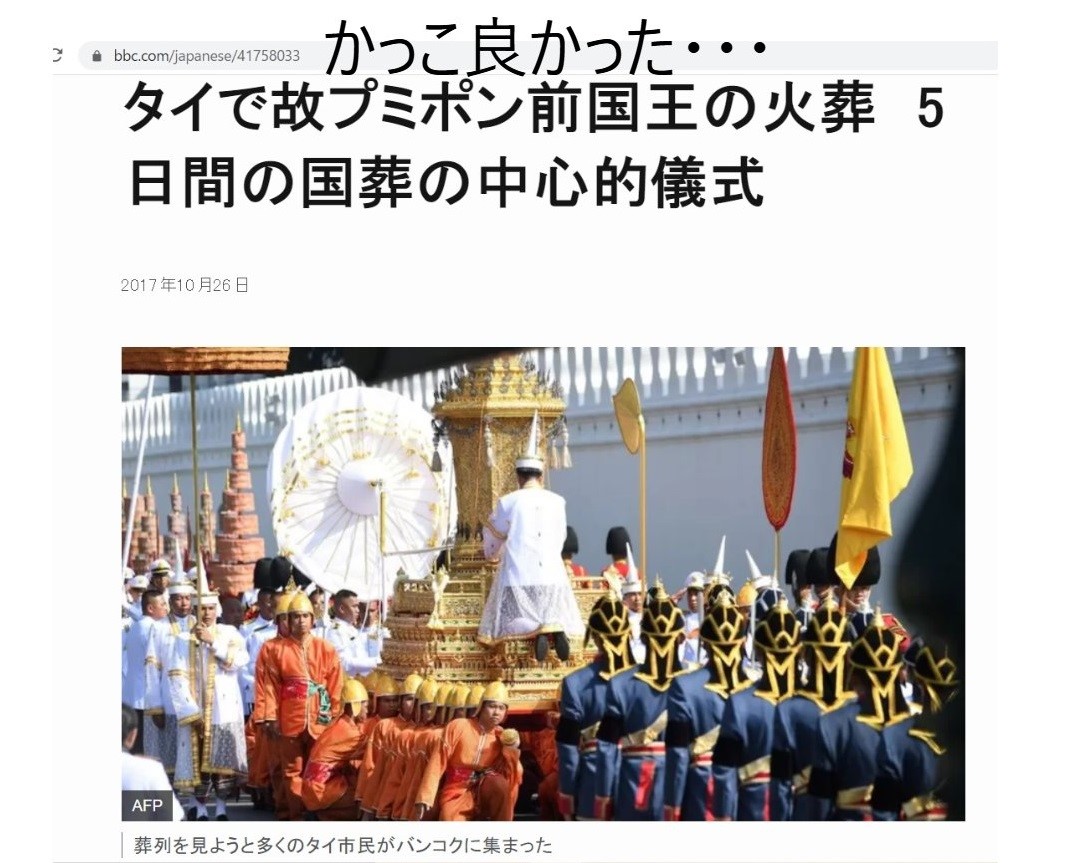 かっこ良かった・・・
bbc.com/japanese/41758033
タイで故プミポン前国王の火葬　5
日間の国葬の中心的儀式
2017年10月26日
AFP
葬列を見ようと多くのタイ市民がバンコクに集まった